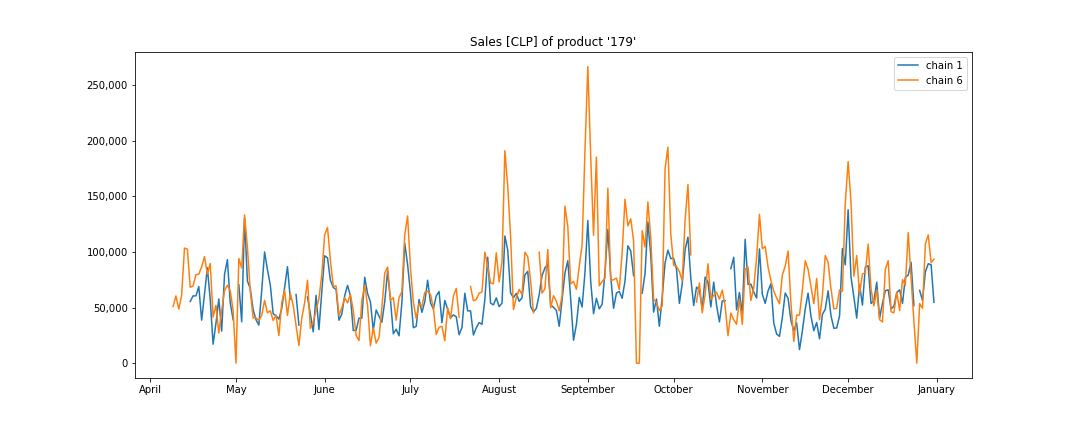 Sales [CLP] of product '179'
chain 1
chain 6
250,000
200,000
150,000
100,000
50,000
0
April May June July August September October November December January